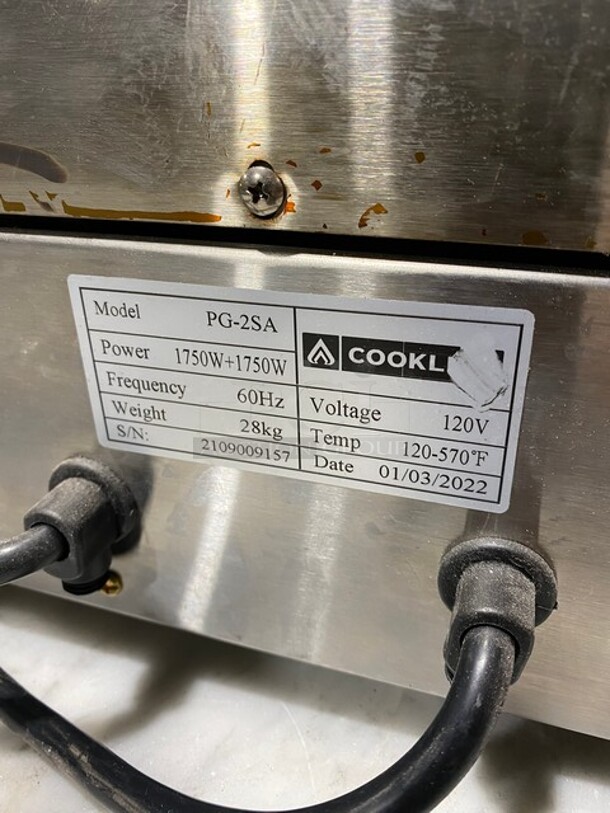 Model PG-2SA
Power 1750W+1750W
Frequency 60Hz
Weight 28kg
S/N: 2109009157
COOKL
Voltage 120V
Temp 120-570°F
Date 01/03/2022